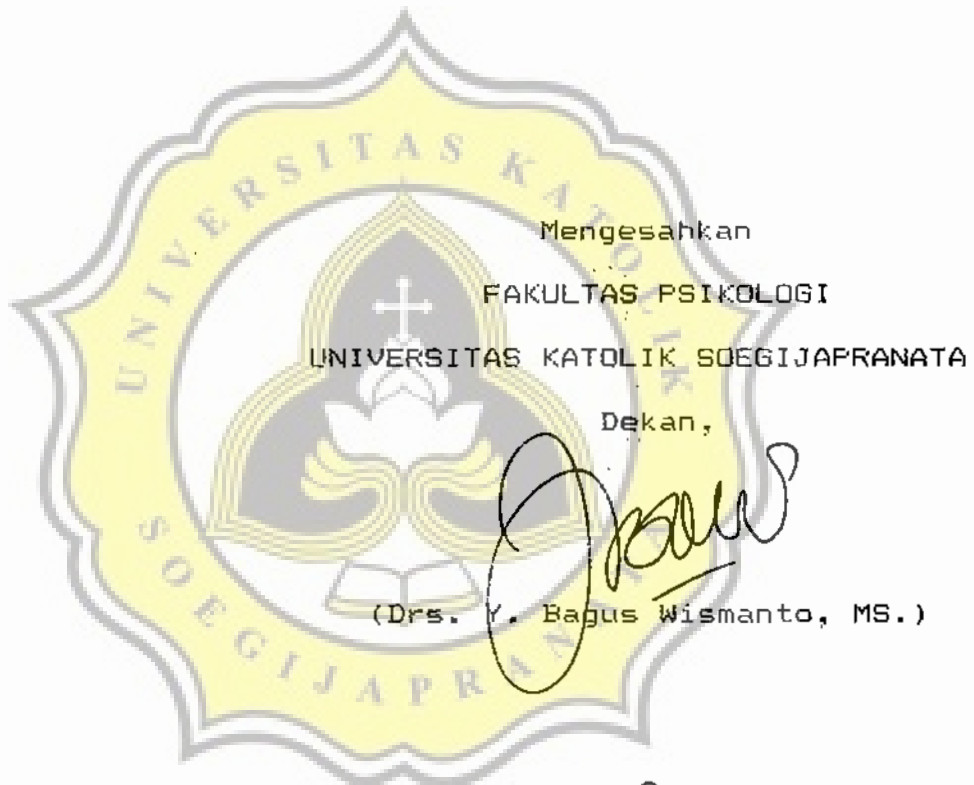 UNIVERSITAS KATOLIK
SOEGIJAPRANATA
Mengesahkan
FAKULTAS PSIKOLOGI
UNIVERSITAS KATOLIK SOEGIJAPRANATA
Dekan,
(Drs. Y. Bagus Wismanto, MS.)